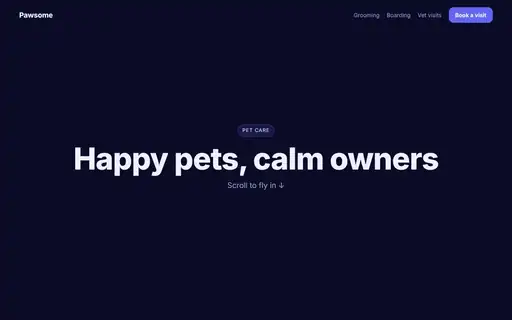 Pawsome
Grooming Boarding Vet visits Book a visit
PET CARE
Happy pets, calm owners
Scroll to fly in ↓